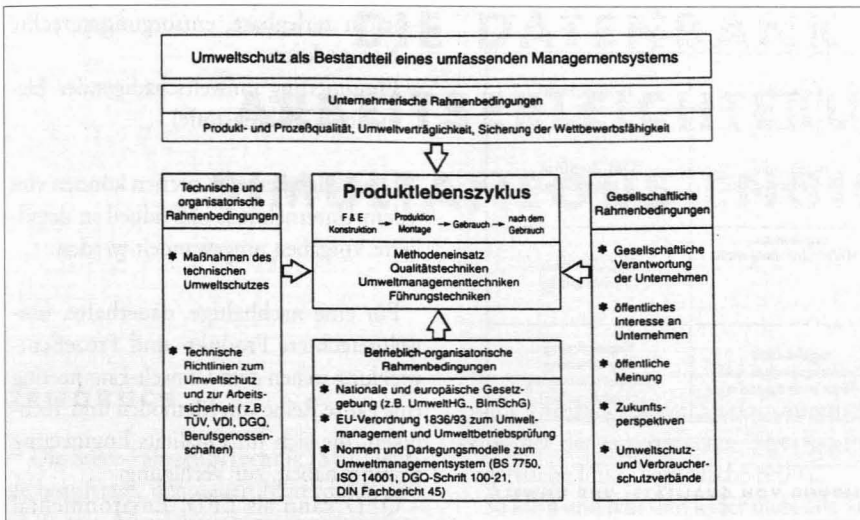 Umweltschutz als Bestandteil eines umfassenden Managementsystems
Unternehmerische Rahmenbedingungen
Produkt- und Prozeßqualität, Umweltverträglichkeit, Sicherung der Wettbewerbsfähigkeit
Technische und
organisatorische
Rahmenbedingungen
* Maßnahmen des
technischen
Umweltschutzes
* Technische
Richtlinien zum
Umweltschutz
und zur Arbeits-
sicherheit ( z.B.
TÜV, VDI, DGQ,
Berufsgenossen-
schaften)
Produktlebenszyklus
F & E
Konstruktion
Produktion
Montage
Gebrauch
nach dem
Gebrauch
Methodeneinsatz
Qualitätstechniken
Umweltmanagementtechniken
Führungstechniken
Betrieblich-organisatorische
Rahmenbedingungen
* Nationale und europäische Gesetz-
gebung (z.B. UmweltHG., BImSchG)
* EU-Verordnung 1836/93 zum Umwelt-
management und Umweltbetriebsprüfung
* Normen und Darlegungsmodelle zum
Umweltmanagementsystem (BS 7750,
ISO 14001, DGQ-Schrift 100-21,
DIN Fachbericht 45)
Gesellschaftliche
Rahmenbedingungen
* Gesellschaftliche
Verantwortung
der Unternehmen
* öffentliches
Interesse an
Unternehmen
* öffentliche
Meinung
* Zukunfts-
perspektiven
* Umweltschutz-
und Verbraucher-
schutzverbände